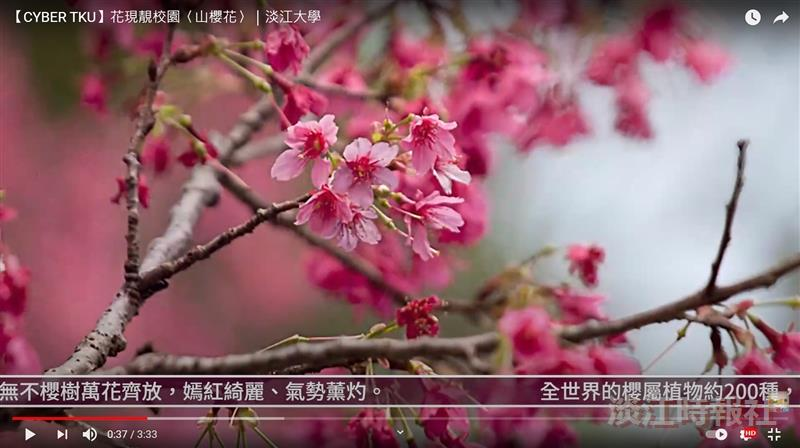 【CYBER TKU】花現靚校園〈山櫻花〉｜淡江大學
無不櫻樹萬花齊放，嫣紅綺麗、氣勢薰灼。 全世界的櫻屬植物約200種，
淡江時報社
0:37 / 3:33
HD